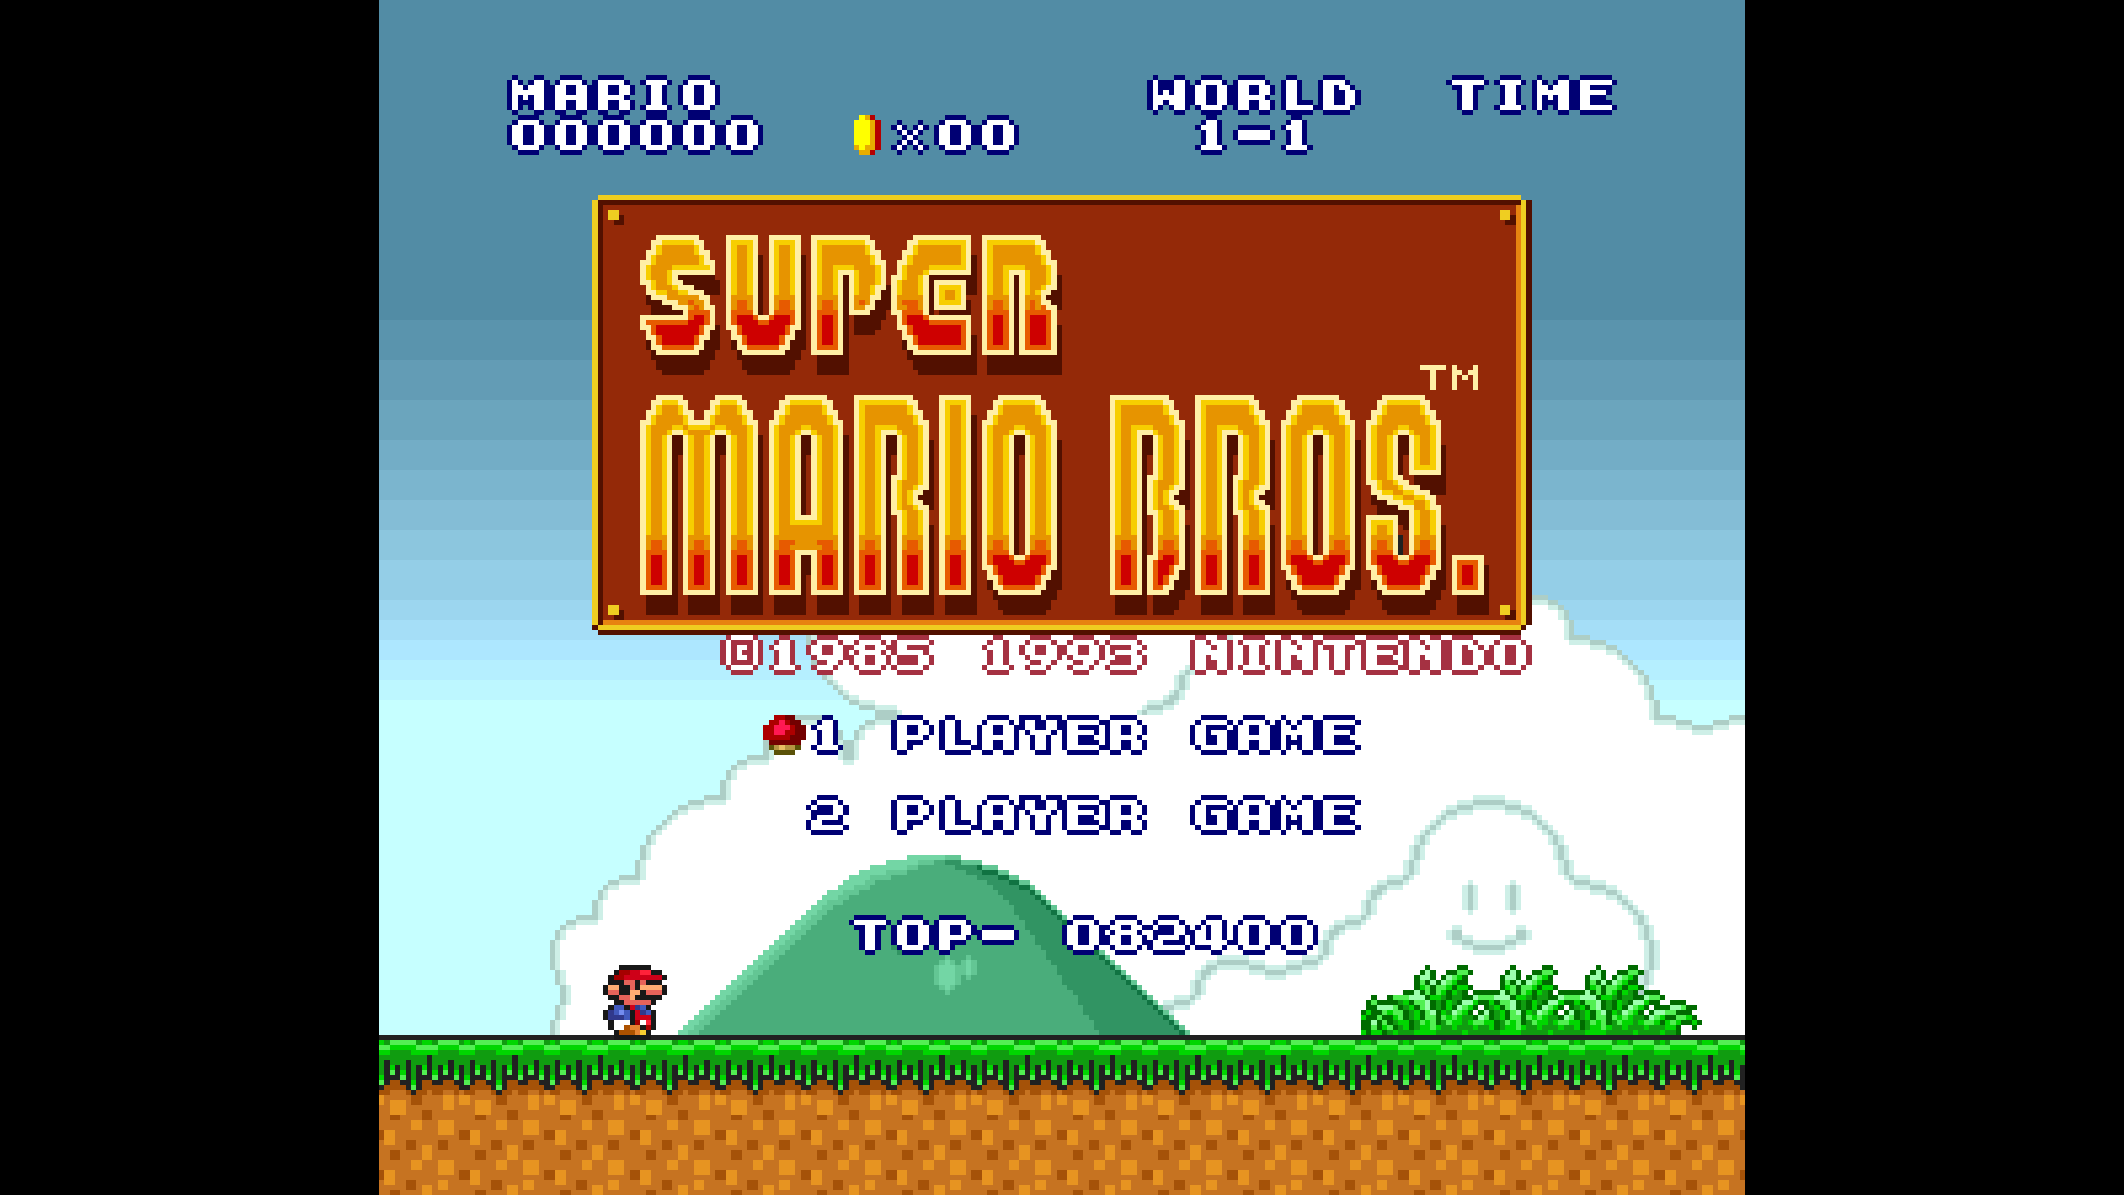 MARIO WORLD TIME
000000 ×00 1-1
SUPER
MARIO BROS.™
©1985 1993 NINTENDO
1 PLAYER GAME
2 PLAYER GAME
TOP- 082400